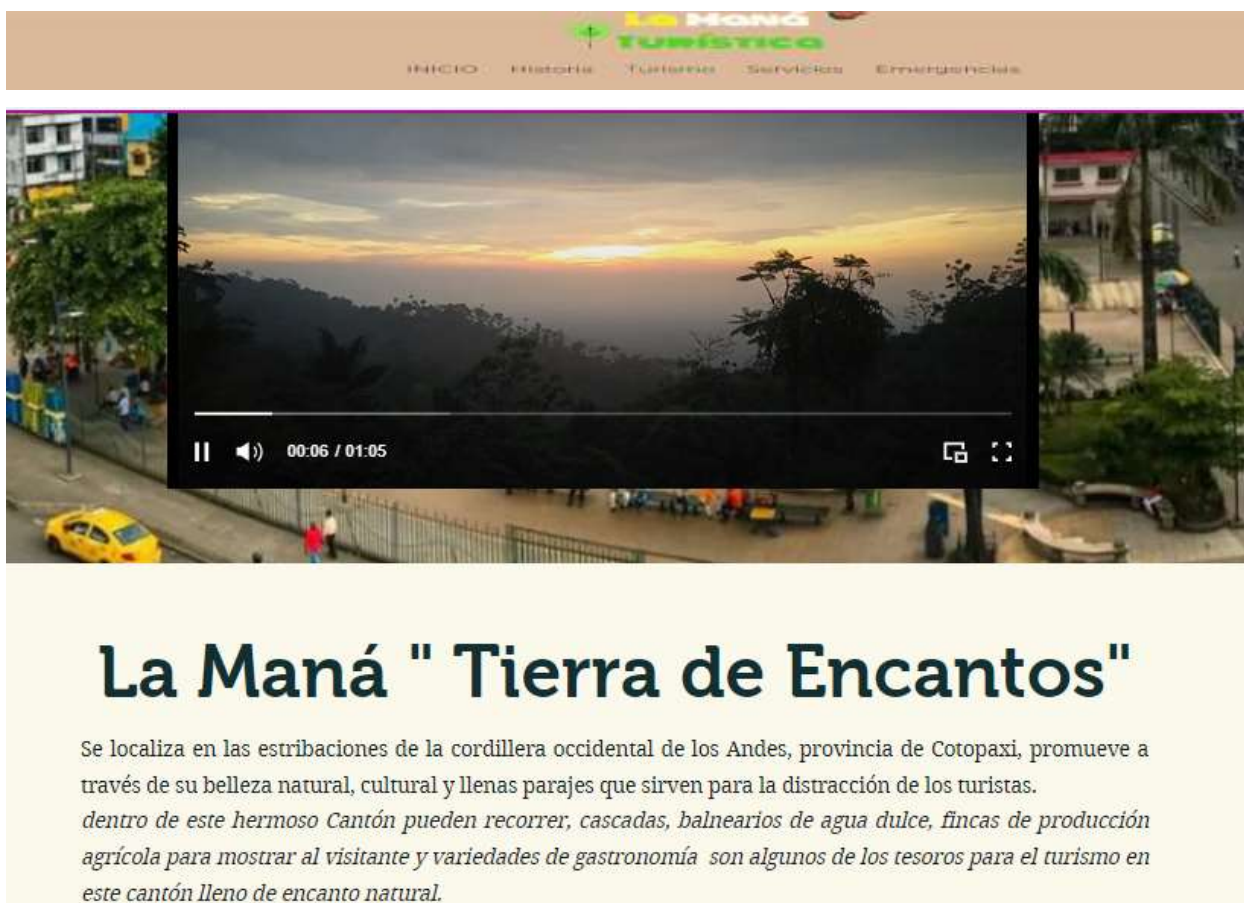 La Maná
Turística
INICIO Historia Turismo Servicios Emergencias
00:06 / 01:05
La Maná " Tierra de Encantos"
Se localiza en las estribaciones de la cordillera occidental de los Andes, provincia de Cotopaxi, promueve a
través de su belleza natural, cultural y llenas parajes que sirven para la distracción de los turistas.
dentro de este hermoso Cantón pueden recorrer, cascadas, balnearios de agua dulce, fincas de producción
agrícola para mostrar al visitante y variedades de gastronomía son algunos de los tesoros para el turismo en
este cantón lleno de encanto natural.